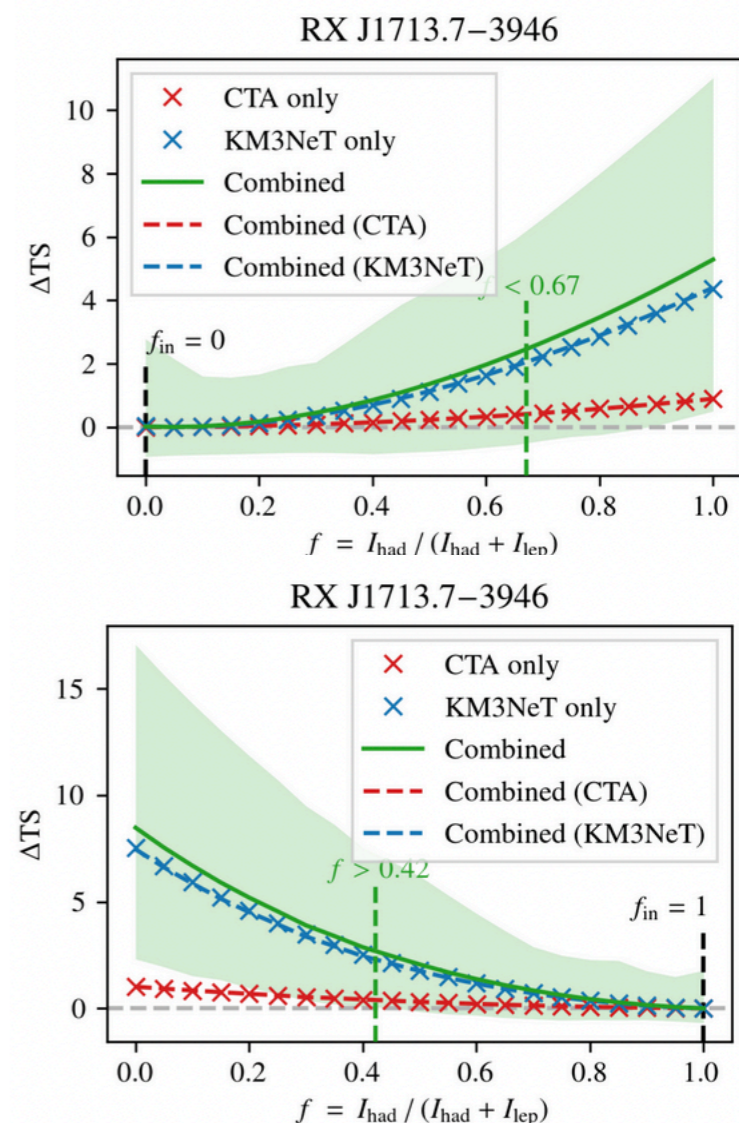 RX J1713.7−3946
10
8
6
4
2
0
ΔTS
CTA only
KM3NeT only
Combined
Combined (CTA)
Combined (KM3NeT)
f < 0.67
f_in = 0
0.0 0.2 0.4 0.6 0.8 1.0
f = I_had / (I_had + I_lep)
RX J1713.7−3946
15
10
5
0
ΔTS
CTA only
KM3NeT only
Combined
Combined (CTA)
Combined (KM3NeT)
f > 0.42
f_in = 1
0.0 0.2 0.4 0.6 0.8 1.0
f = I_had / (I_had + I_lep)